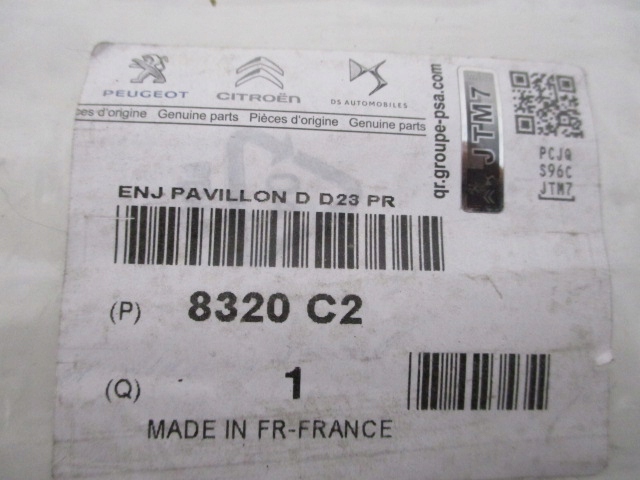 PEUGEOT CITROËN DS AUTOMOBILES
ces d'origine Genuine parts Pièces d'origine Genuine parts
qr.groupe-psa.com
JTM7
PCJQ
S96C
JTM7
ENJ PAVILLON D D23 PR
(P) 8320 C2
(Q) 1
MADE IN FR-FRANCE